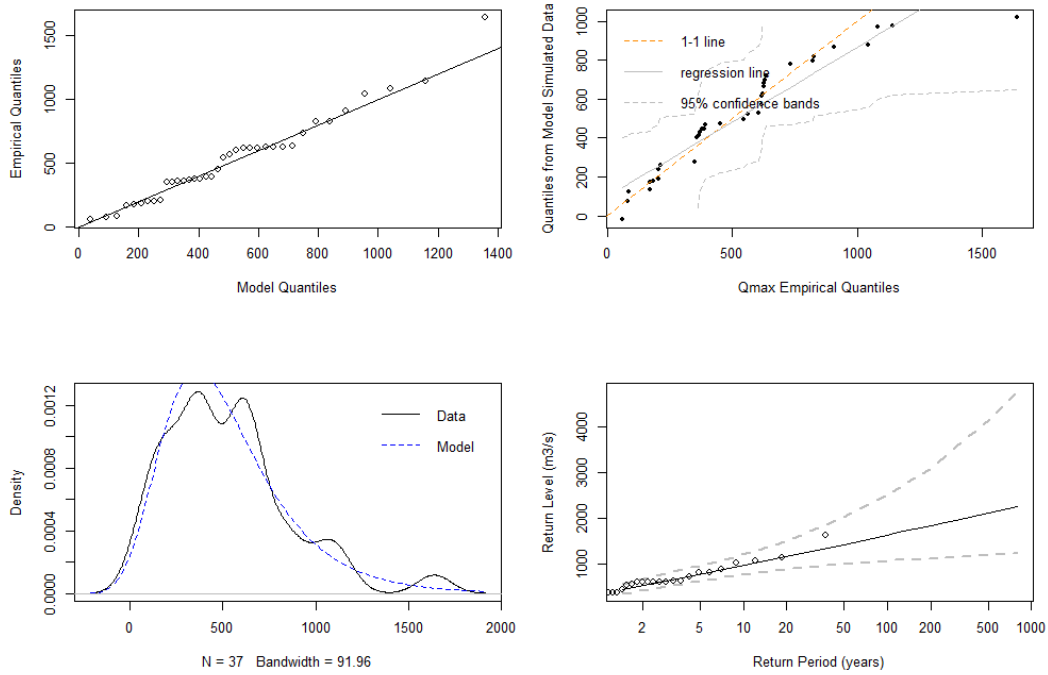 Empirical Quantiles
0 500 1000 1500
0 200 400 600 800 1000 1200 1400
Model Quantiles
Quantiles from Model Simulated Data
0 200 400 600 800 1000
1-1 line
regression line
95% confidence bands
0 500 1000 1500
Qmax Empirical Quantiles
Density
0.0000 0.0004 0.0008 0.0012
Data
Model
0 500 1000 1500 2000
N = 37 Bandwidth = 91.96
Return Level (m3/s)
1000 2000 3000 4000
2 5 10 20 50 100 200 500 1000
Return Period (years)